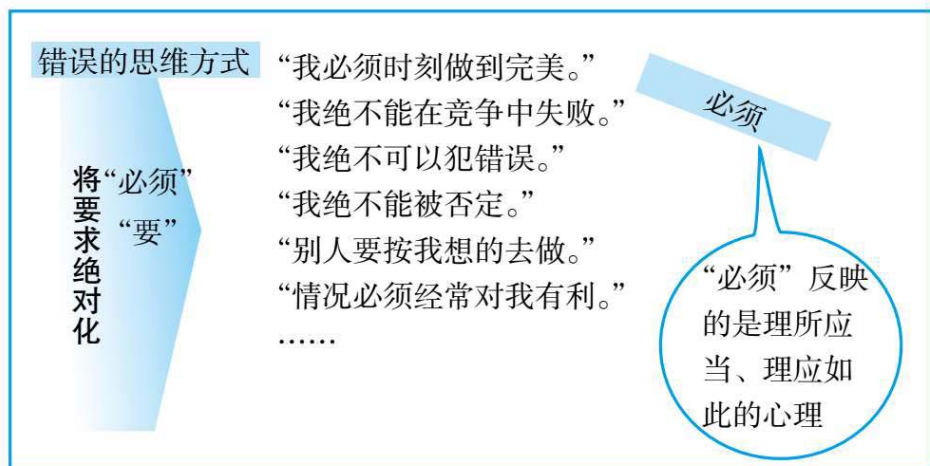 错误的思维方式
将要求绝对化
“必须”
“要”
“我必须时刻做到完美。”
“我绝不能在竞争中失败。”
“我绝不可以犯错误。”
“我绝不能被否定。”
“别人要按我想的去做。”
“情况必须经常对我有利。”
……
必须
“必须”反映
的是理所应
当、理应如
此的心理